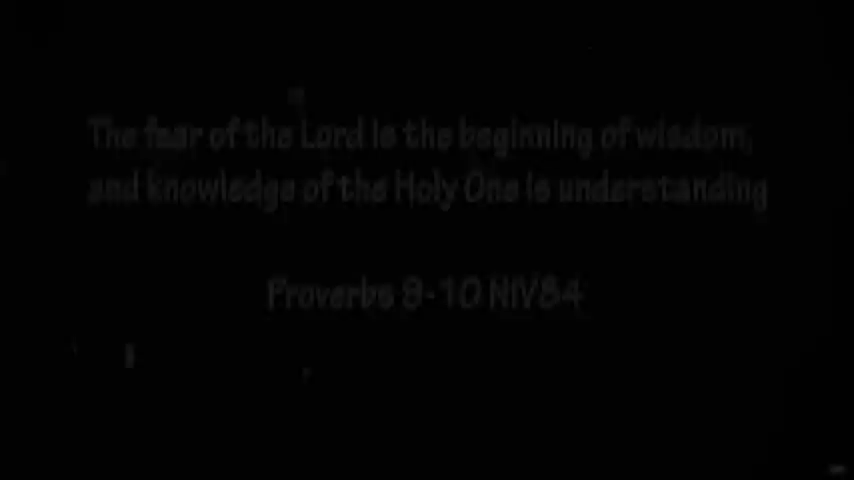 The fear of the Lord is the beginning of wisdom,
and knowledge of the Holy One is understanding
Proverbs 9-10 NIV84